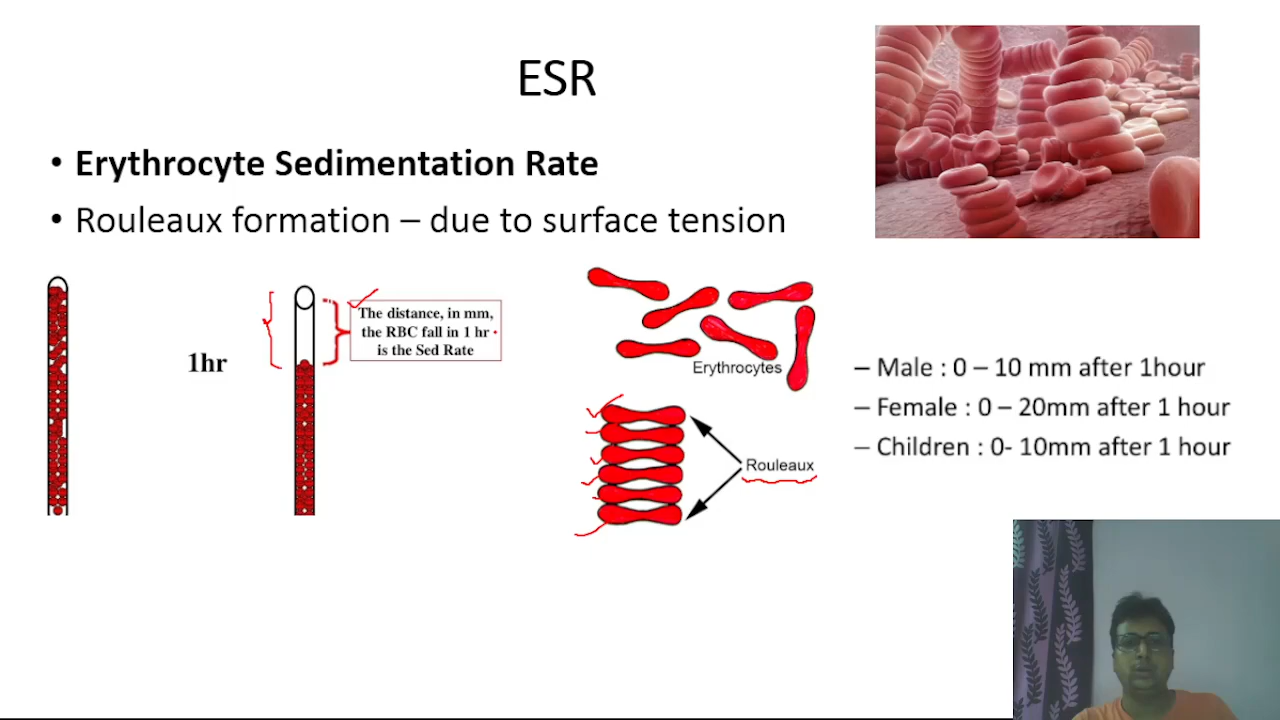 ESR
• Erythrocyte Sedimentation Rate
• Rouleaux formation – due to surface tension
1hr
The distance, in mm,
the RBC fall in 1 hr
is the Sed Rate
Erythrocytes
Rouleaux
– Male : 0 – 10 mm after 1hour
– Female : 0 – 20mm after 1 hour
– Children : 0- 10mm after 1 hour